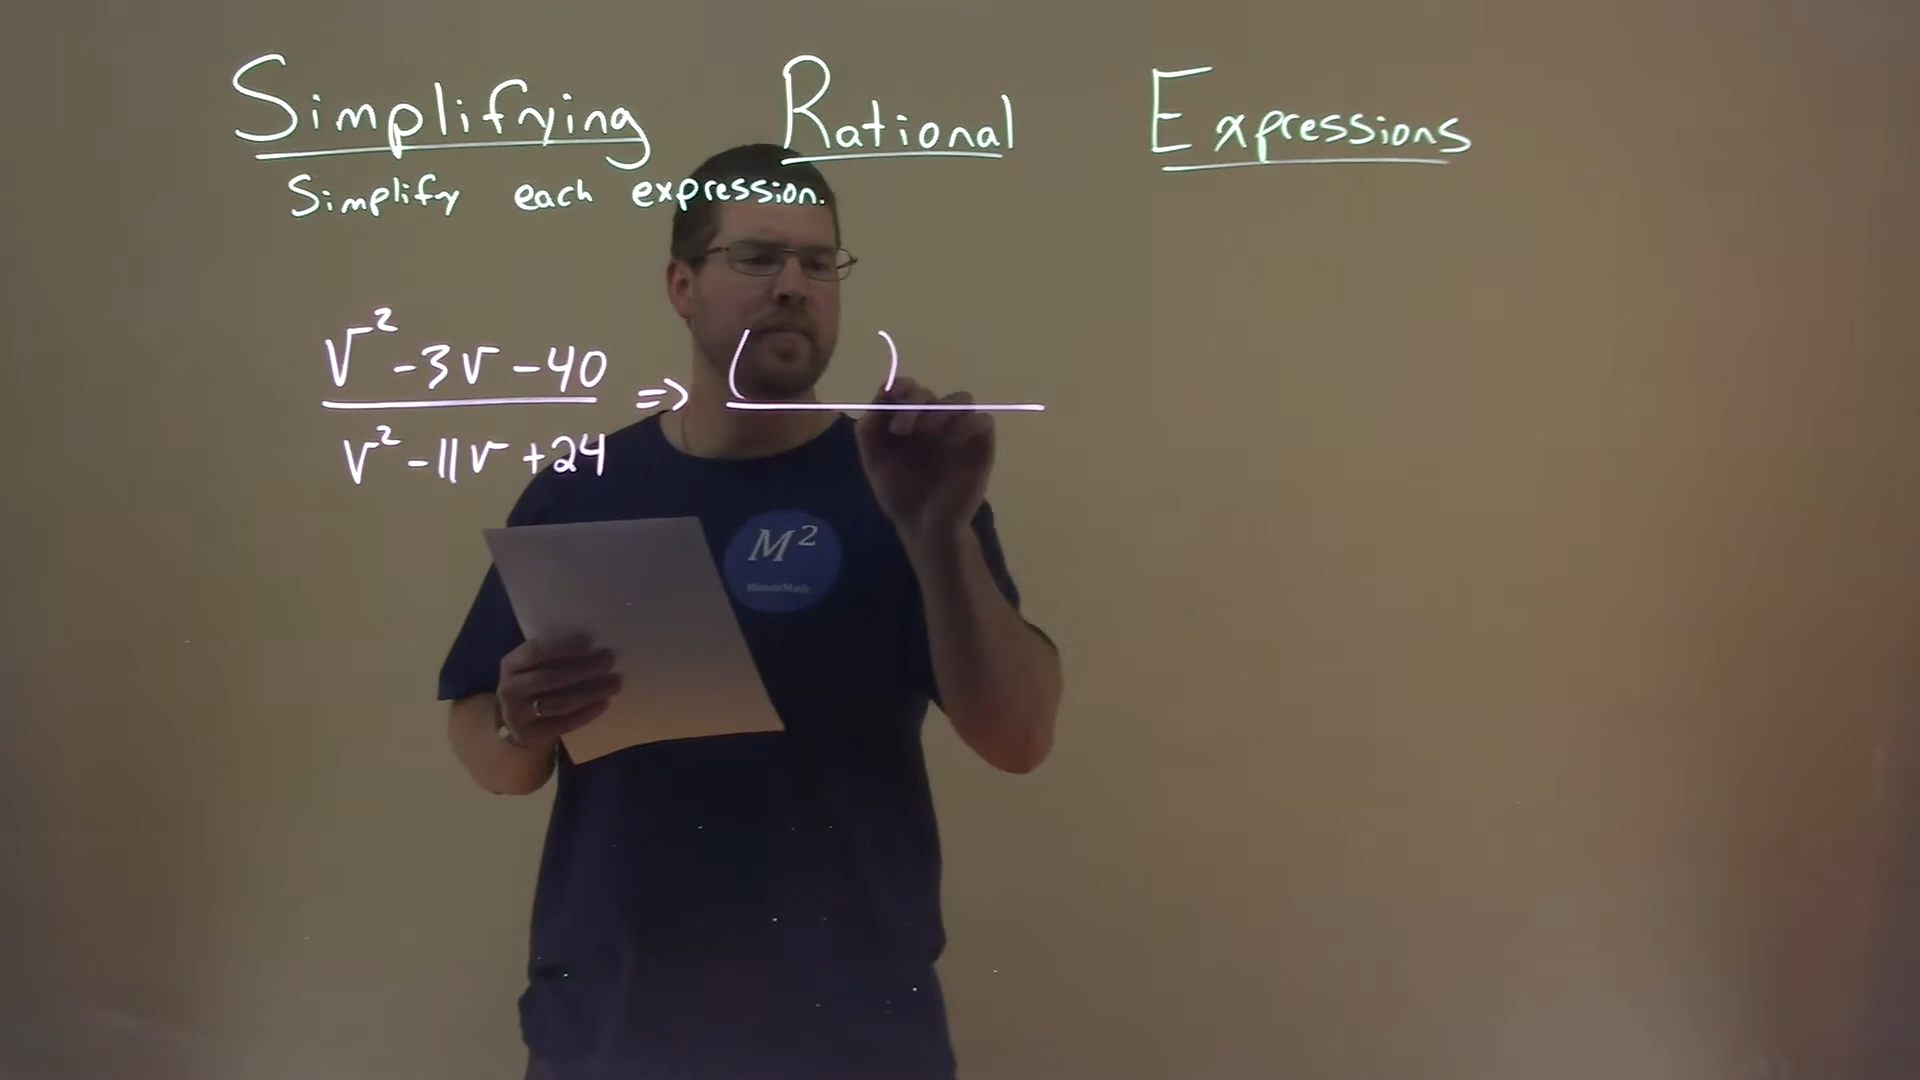 Simplifying Rational Expressions
Simplify each expression.
v² - 3v - 40 ⇒ ( )
v² - 11v + 24
M²